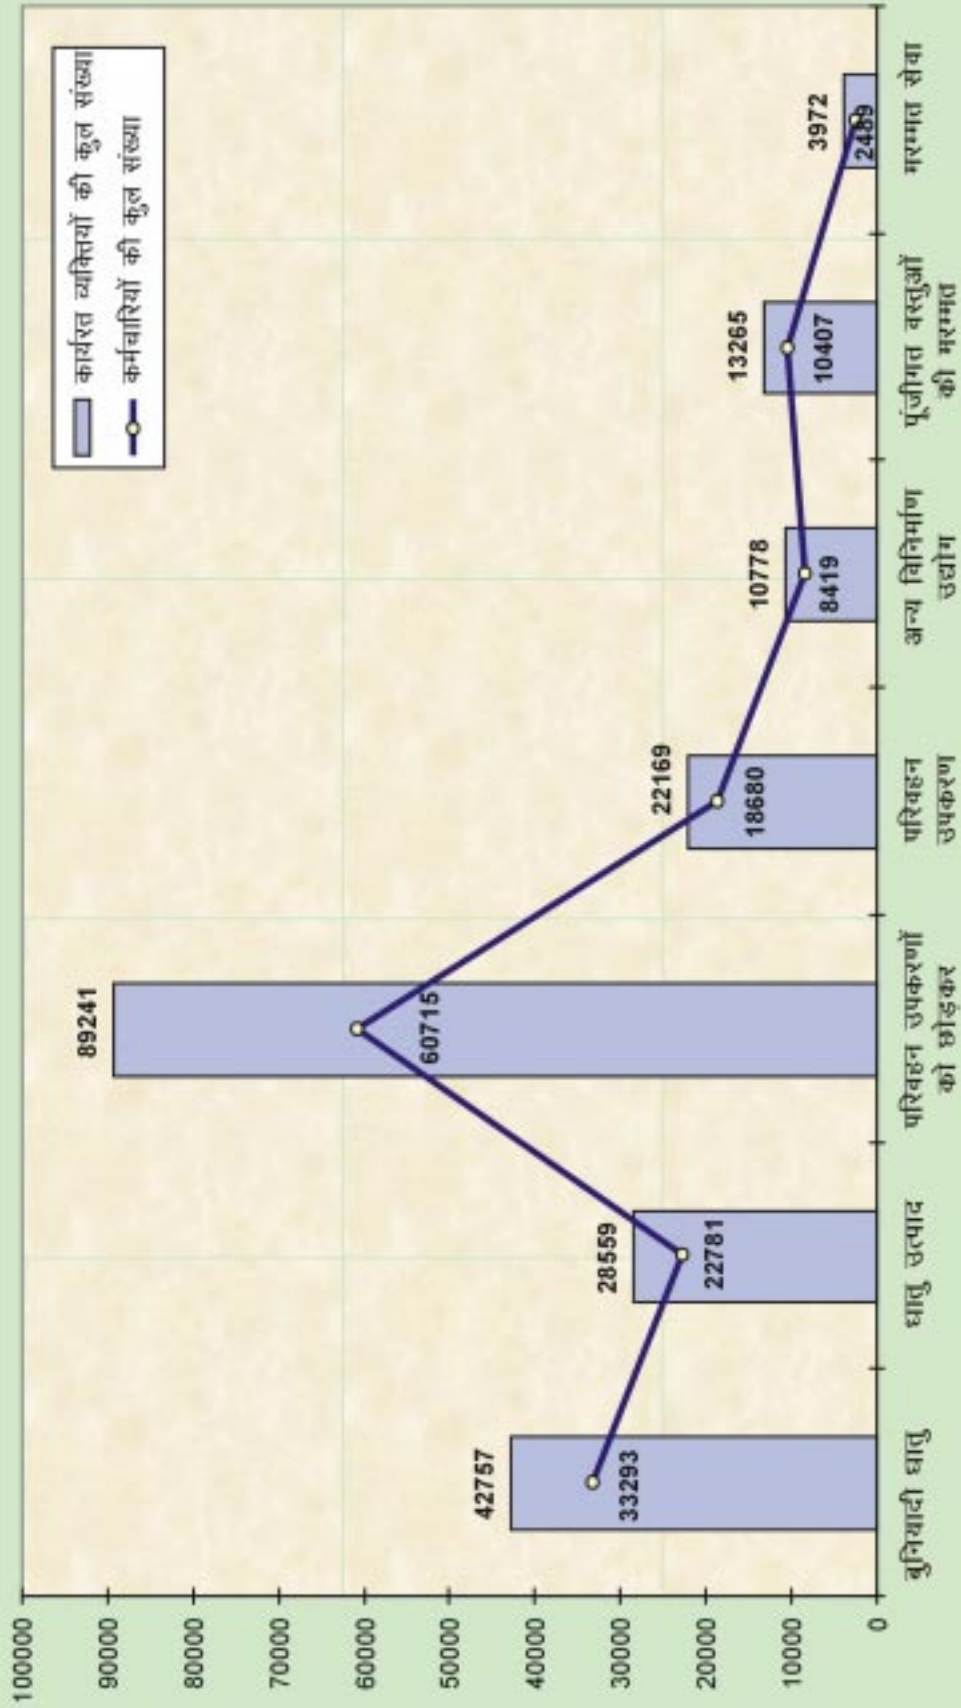 कार्यरत व्यक्तियों की कुल संख्या
कर्मचारियों की कुल संख्या
100000
90000
80000
70000
60000
50000
40000
30000
20000
10000
0
42757
33293
28559
22781
89241
60715
22169
18680
10778
8419
13265
10407
3972
2489
बुनियादी धातु
धातु उत्पाद
परिवहन उपकरणों
को छोड़कर
परिवहन
उपकरण
अन्य विनिर्माण
उद्योग
पूंजीगत वस्तुओं
की मरम्मत
मरम्मत सेवा